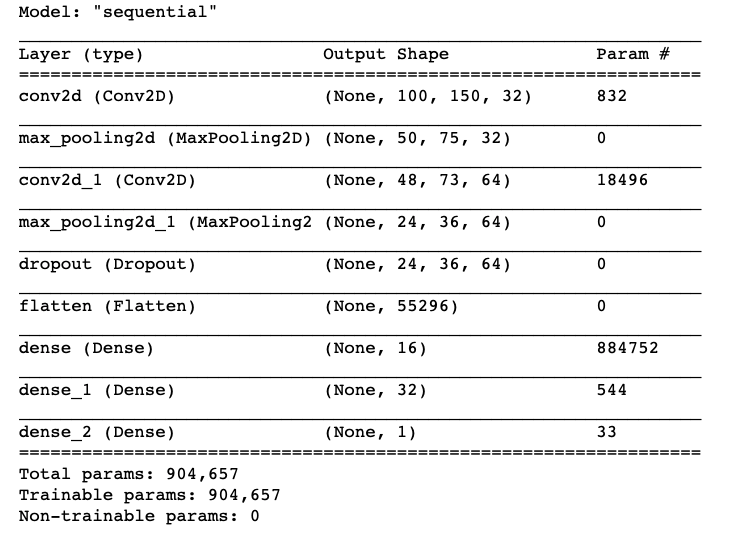 Model: "sequential"
_________________________________________________________________
Layer (type)                 Output Shape              Param #
=================================================================
conv2d (Conv2D)              (None, 100, 150, 32)      832
_________________________________________________________________
max_pooling2d (MaxPooling2D) (None, 50, 75, 32)        0
_________________________________________________________________
conv2d_1 (Conv2D)            (None, 48, 73, 64)        18496
_________________________________________________________________
max_pooling2d_1 (MaxPooling2 (None, 24, 36, 64)        0
_________________________________________________________________
dropout (Dropout)            (None, 24, 36, 64)        0
_________________________________________________________________
flatten (Flatten)            (None, 55296)             0
_________________________________________________________________
dense (Dense)                (None, 16)                884752
_________________________________________________________________
dense_1 (Dense)              (None, 32)                544
_________________________________________________________________
dense_2 (Dense)              (None, 1)                 33
=================================================================
Total params: 904,657
Trainable params: 904,657
Non-trainable params: 0